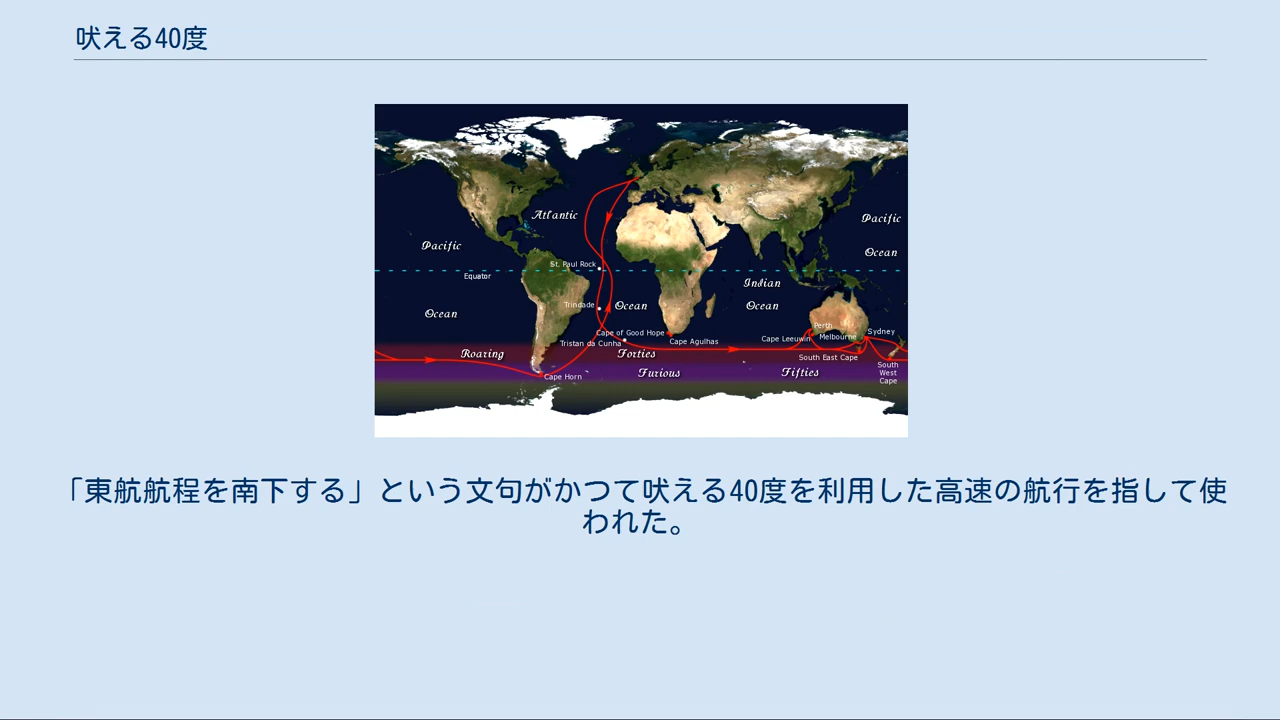 吠える40度
Atlantic
Pacific
Pacific
Ocean
St. Paul Rock
Equator
Indian
Ocean
Trindade
Ocean
Ocean
Perth
Cape of Good Hope
Sydney
Cape Leeuwin
Melbourne
Cape Agulhas
Tristan da Cunha
Roaring
Forties
South East Cape
South
West
Cape
Cape Horn
Furious
Fifties
「東航航程を南下する」という文句がかつて吠える40度を利用した高速の航行を指して使
われた。